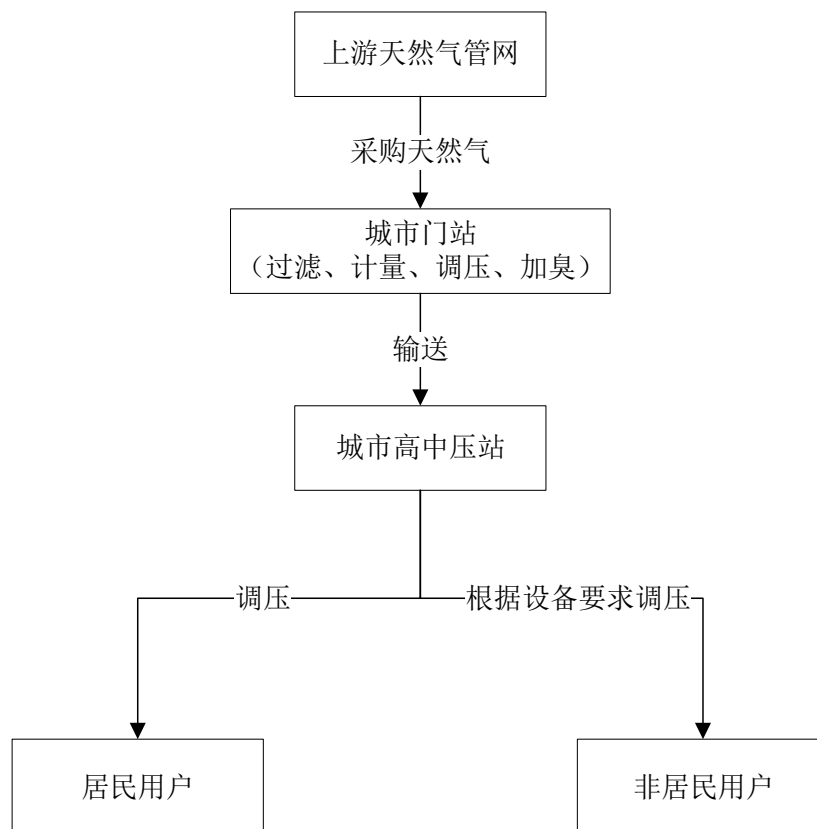 上游天然气管网
采购天然气
城市门站
（过滤、计量、调压、加臭）
输送
城市高中压站
调压
根据设备要求调压
居民用户
非居民用户